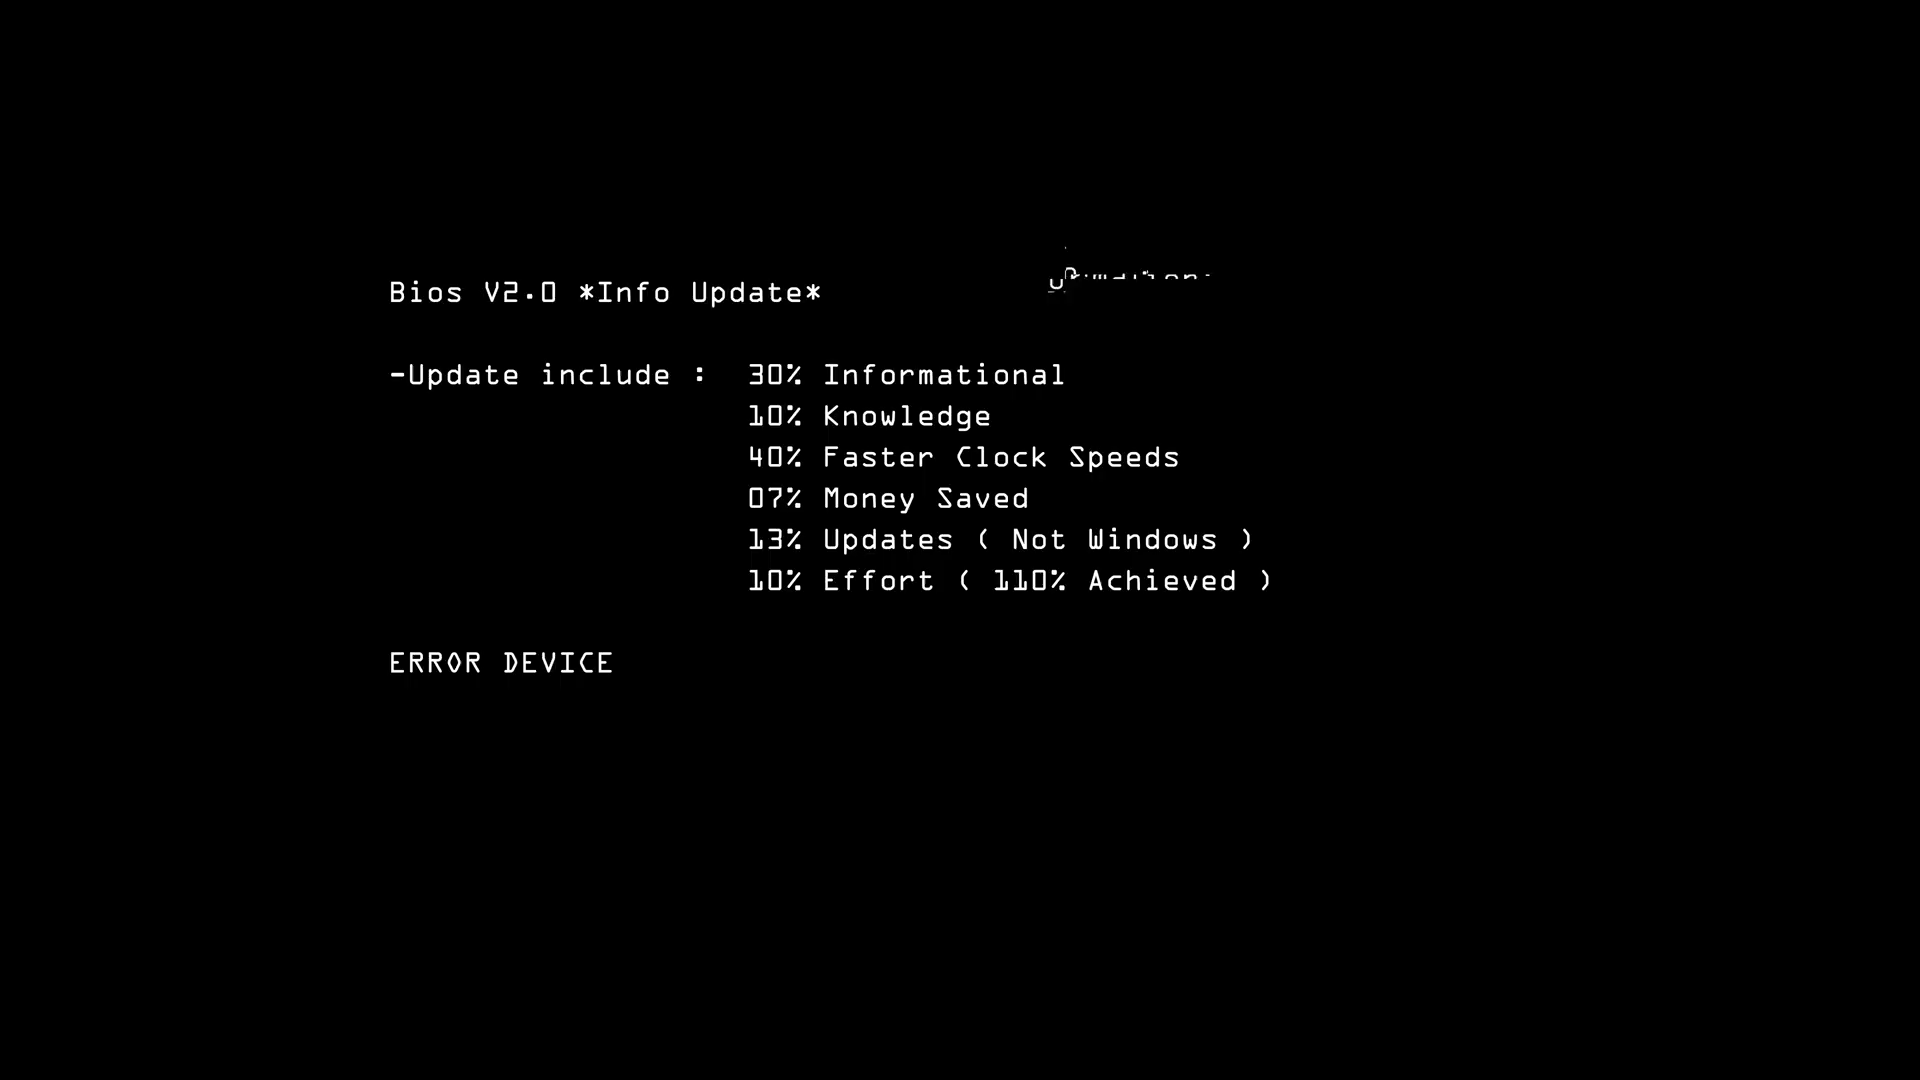 Bios V2.0 *Info Update*
-Update include : 30% Informational
10% Knowledge
40% Faster Clock Speeds
07% Money Saved
13% Updates ( Not Windows )
10% Effort ( 110% Achieved )
ERROR DEVICE